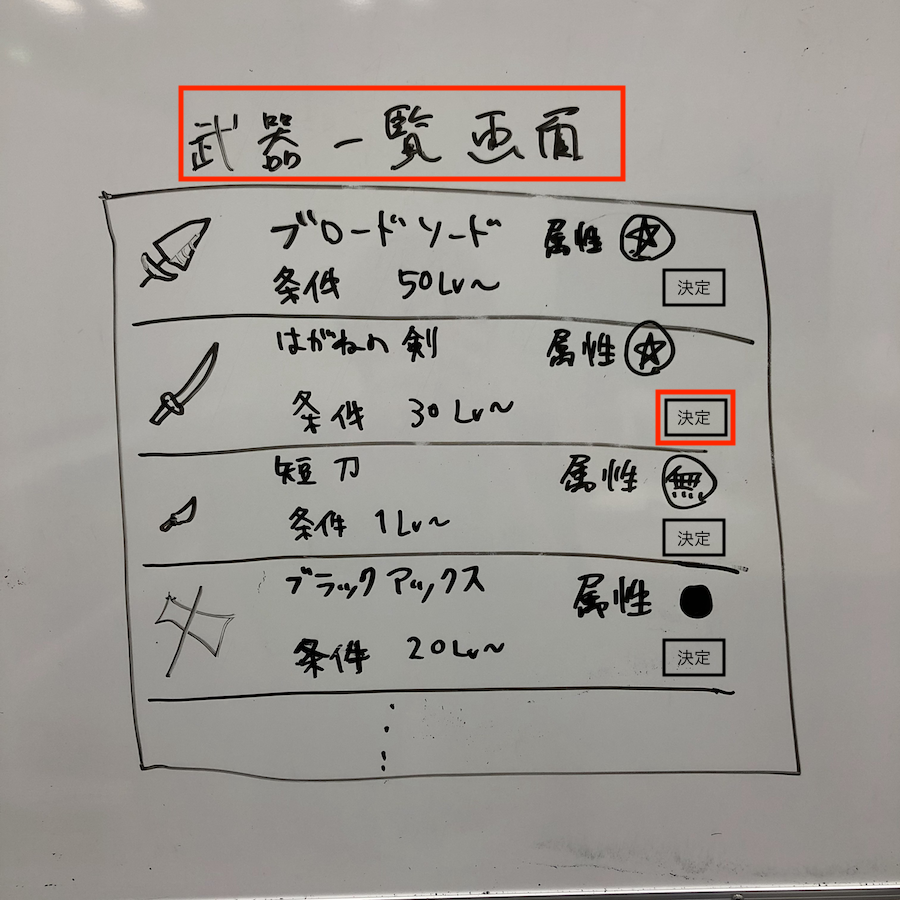 武器一覧画面
ブロードソード 属性 ☆
条件 50Lv〜
決定
はがねの剣 属性 ☆
条件 30Lv〜
決定
短刀 属性 無
条件 1Lv〜
決定
ブラックアックス 属性 ●
条件 20Lv〜
決定